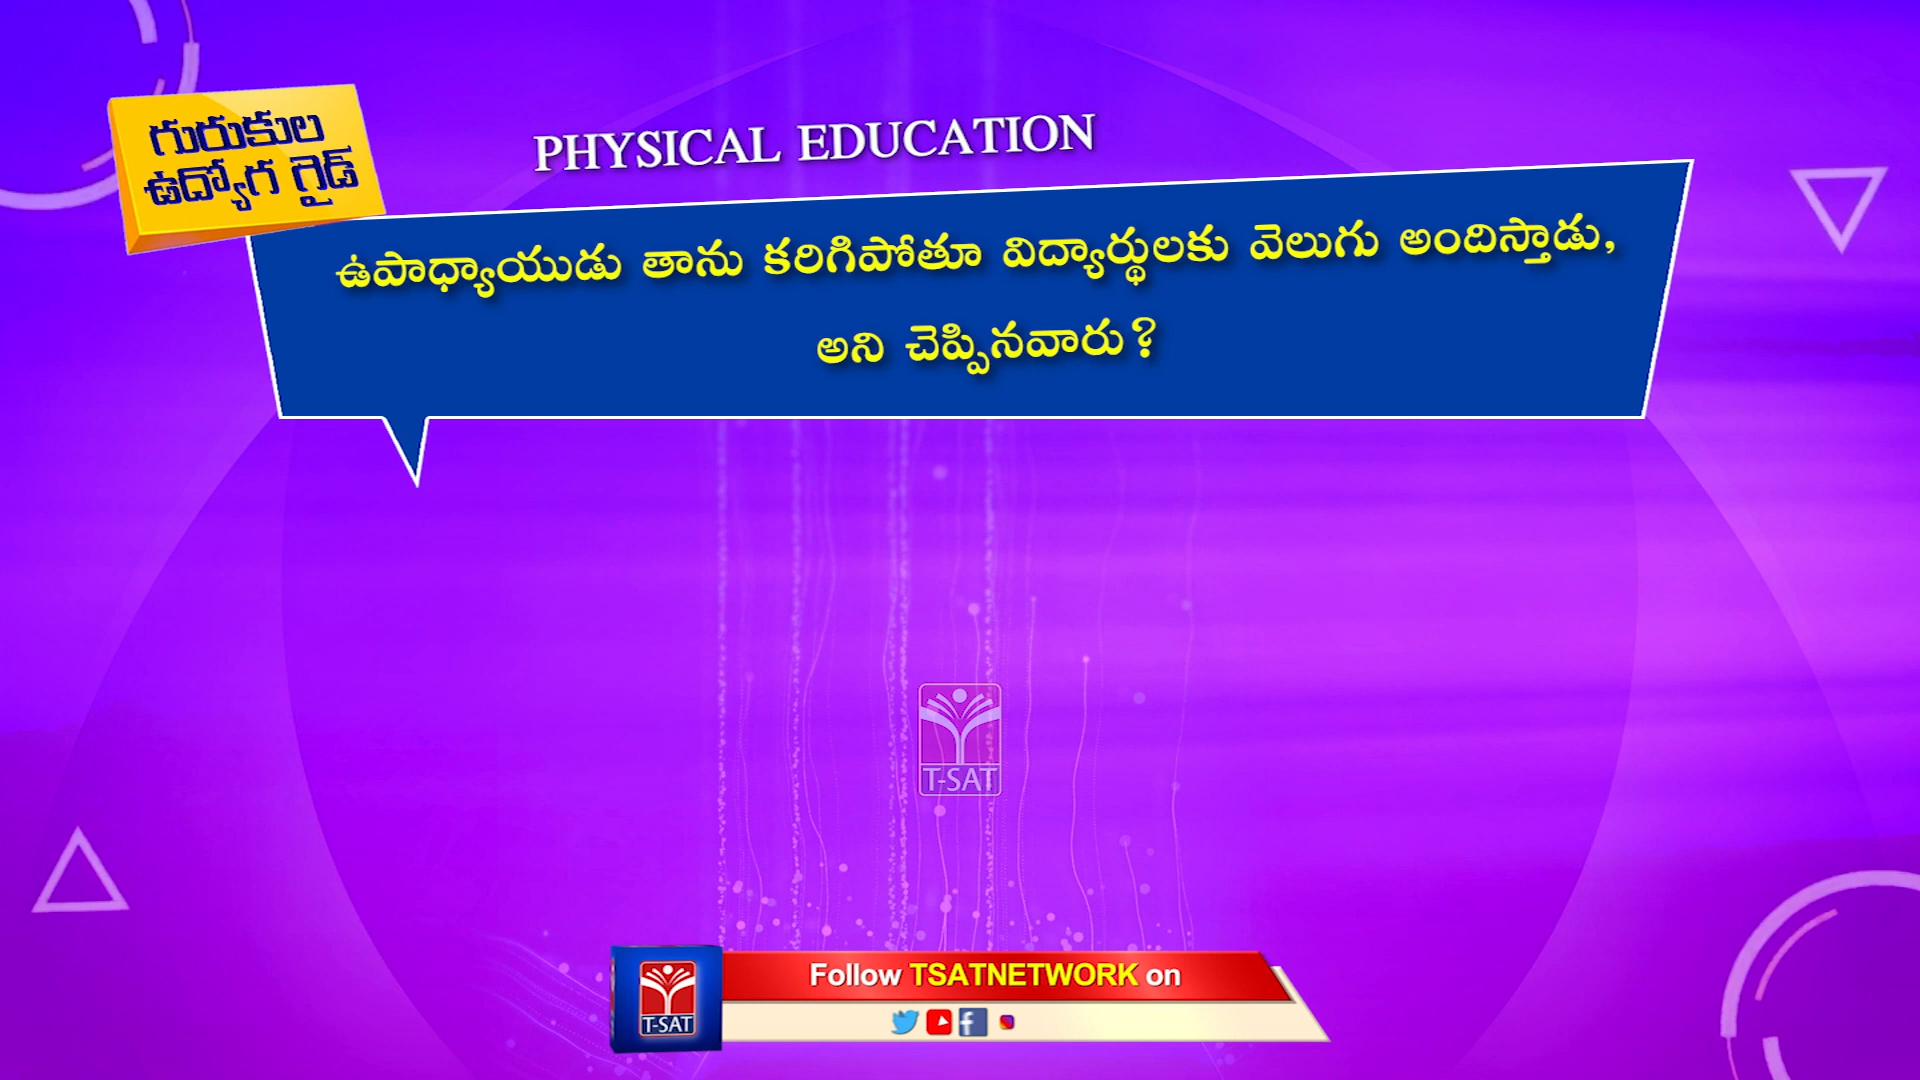 గురుకుల
ఉద్యోగ గైడ్
PHYSICAL EDUCATION
ఉపాధ్యాయుడు తాను కరిగిపోతూ విద్యార్థులకు వెలుగు అందిస్తాడు,
అని చెప్పినవారు?
T-SAT
Follow TSATNETWORK on
T-SAT